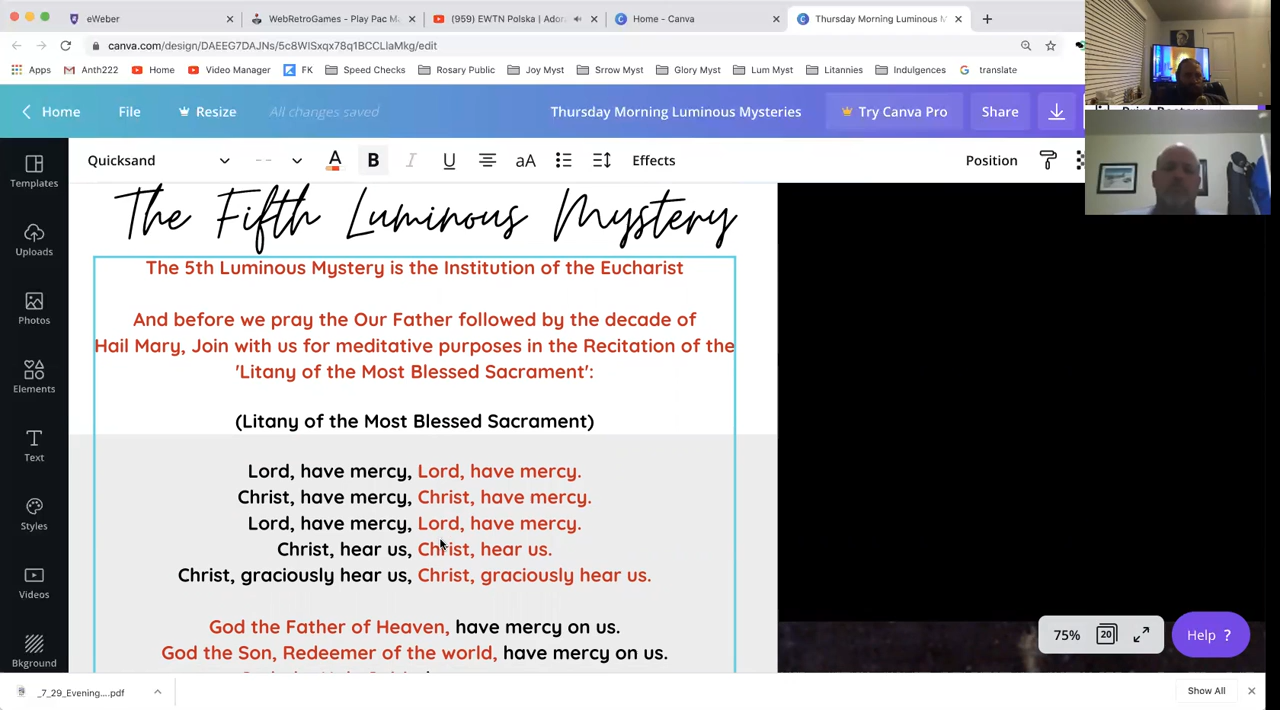 eWeber
WebRetroGames - Play Pac M
(959) EWTN Polska | Ador
Home - Canva
Thursday Morning Luminous M
canva.com/design/DAEEG7DAJNs/5c8WlSxqx78q1BCCLlaMkg/edit
Apps
Anth222
Home
Video Manager
FK
Speed Checks
Rosary Public
Joy Myst
Srrow Myst
Glory Myst
Lum Myst
Litannies
Indulgences
translate
Home
File
Resize
All changes saved
Thursday Morning Luminous Mysteries
Try Canva Pro
Share
Quicksand
A
B
I
U
aA
Effects
Position
Templates
Uploads
Photos
Elements
Text
Styles
Videos
Bkground
The Fifth Luminous Mystery
The 5th Luminous Mystery is the Institution of the Eucharist
And before we pray the Our Father followed by the decade of
Hail Mary, Join with us for meditative purposes in the Recitation of the
'Litany of the Most Blessed Sacrament':
(Litany of the Most Blessed Sacrament)
Lord, have mercy, Lord, have mercy.
Christ, have mercy, Christ, have mercy.
Lord, have mercy, Lord, have mercy.
Christ, hear us, Christ, hear us.
Christ, graciously hear us, Christ, graciously hear us.
God the Father of Heaven, have mercy on us.
God the Son, Redeemer of the world, have mercy on us.
75%
20
Help ?
_7_29_Evening....pdf
Show All